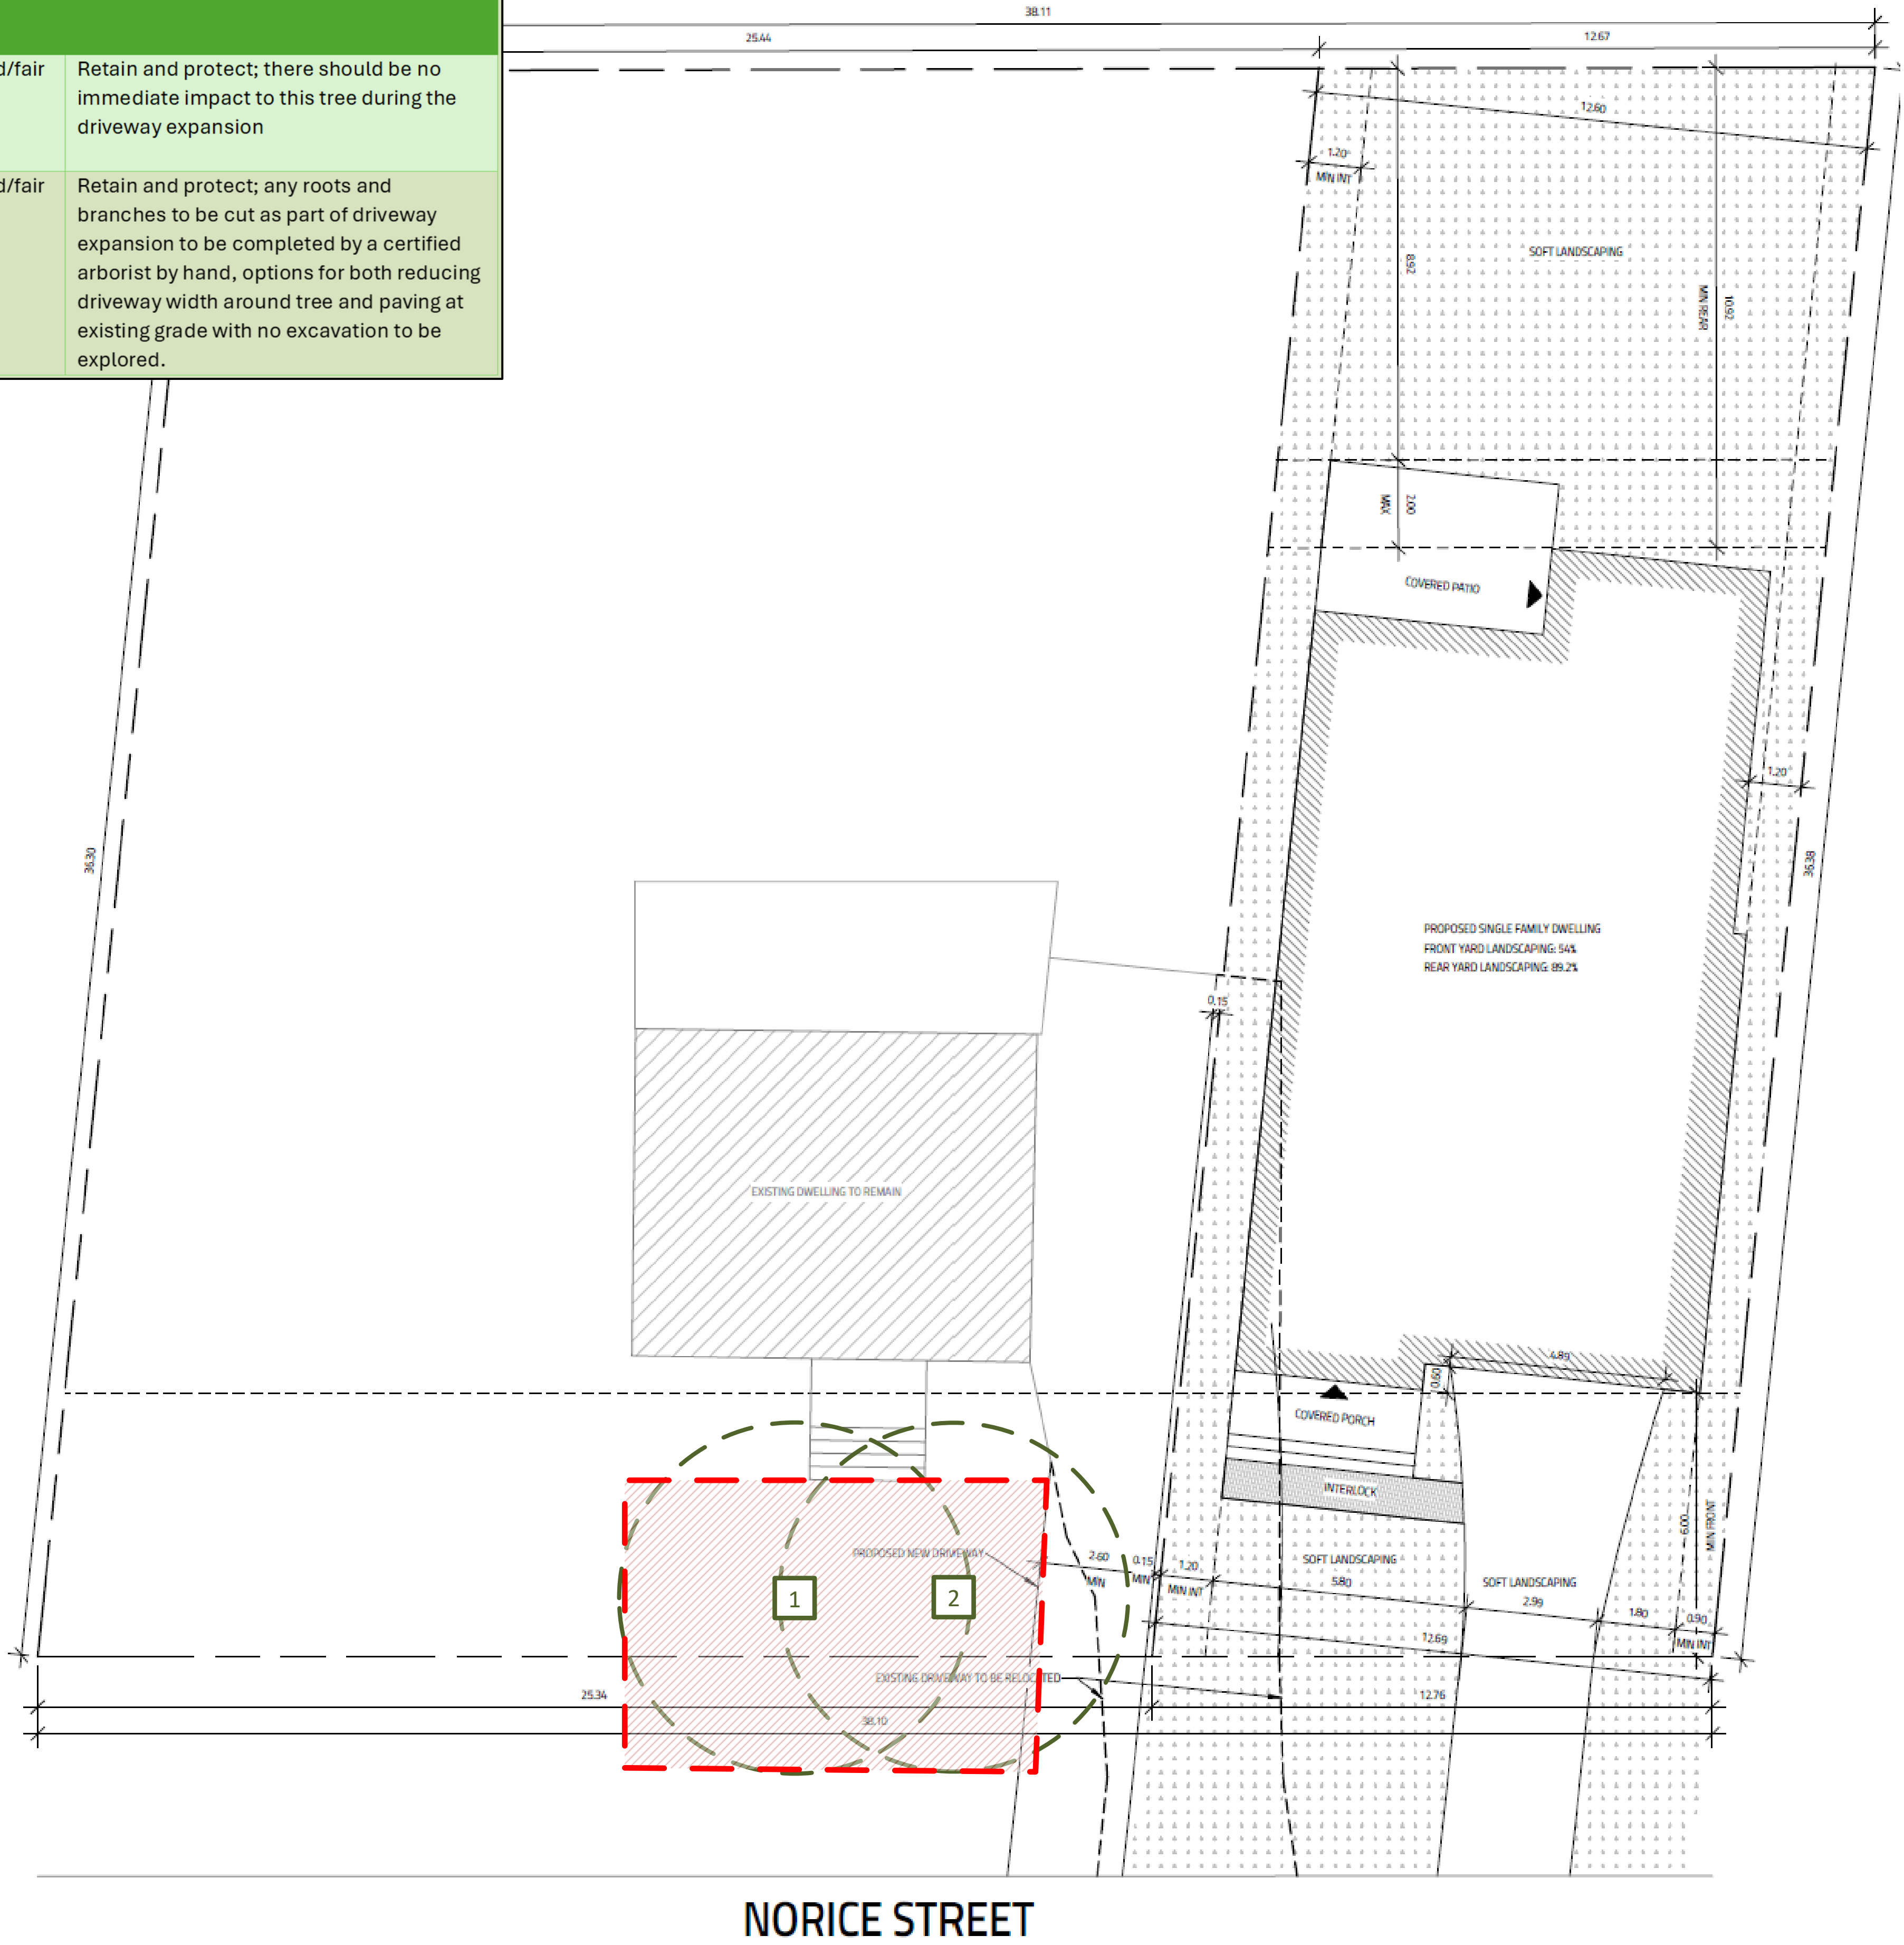 38.11
25.44
12.67
d/fair
Retain and protect; there should be no
immediate impact to this tree during the
driveway expansion
d/fair
Retain and protect; any roots and
branches to be cut as part of driveway
expansion to be completed by a certified
arborist by hand, options for both reducing
driveway width around tree and paving at
existing grade with no excavation to be
explored.
12.60
1.20
MIN INT
SOFT LANDSCAPING
8.92
MIN REAR
10.92
MAX
2.00
COVERED PATIO
1.20
36.30
36.38
PROPOSED SINGLE FAMILY DWELLING
FRONT YARD LANDSCAPING: 54%
REAR YARD LANDSCAPING: 89.2%
0.15
EXISTING DWELLING TO REMAIN
4.89
0.60
COVERED PORCH
INTERLOCK
6.00
MIN FRONT
PROPOSED NEW DRIVEWAY
2.60
MIN
0.15
MIN
1.20
MIN INT
SOFT LANDSCAPING
5.80
SOFT LANDSCAPING
2.99
1.80
0.90
MIN INT
1
2
12.69
EXISTING DRIVEWAY TO BE RELOCATED
25.34
12.76
38.10
NORICE STREET